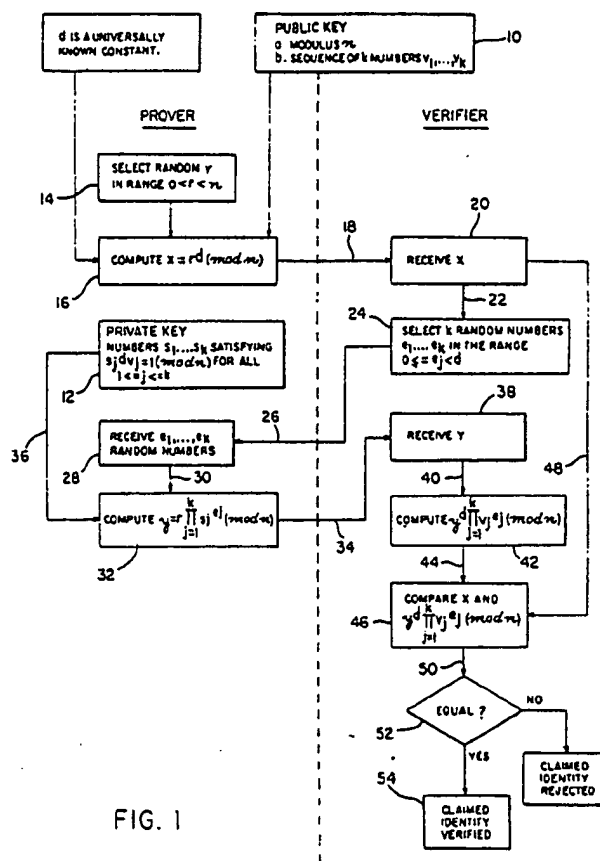 d IS A UNIVERSALLY
KNOWN CONSTANT.
PUBLIC KEY
a MODULUS n
b. SEQUENCE OF k NUMBERS v1,...,vk
10
PROVER
VERIFIER
SELECT RANDOM r
IN RANGE 0<r<n
14
COMPUTE X = r^d (mod n)
16
18
20
RECEIVE X
22
24
SELECT k RANDOM NUMBERS
e1,... ek IN THE RANGE
0 ≤ = ej < d
PRIVATE KEY
NUMBERS s1,...,sk SATISFYING
sj^d vj = 1 (mod n) FOR ALL
1 < = j < = k
12
26
36
RECEIVE e1,...,ek
RANDOM NUMBERS
28
30
38
RECEIVE Y
40
48
COMPUTE y = r ∏ j=1 k sj^ej (mod n)
32
34
COMPUTE y^d ∏ j=1 k vj^ej (mod n)
42
44
COMPARE X AND
y^d ∏ j=1 k vj^ej (mod n)
46
50
EQUAL ?
52
NO
YES
54
CLAIMED
IDENTITY
REJECTED
CLAIMED
IDENTITY
VERIFIED
FIG. 1